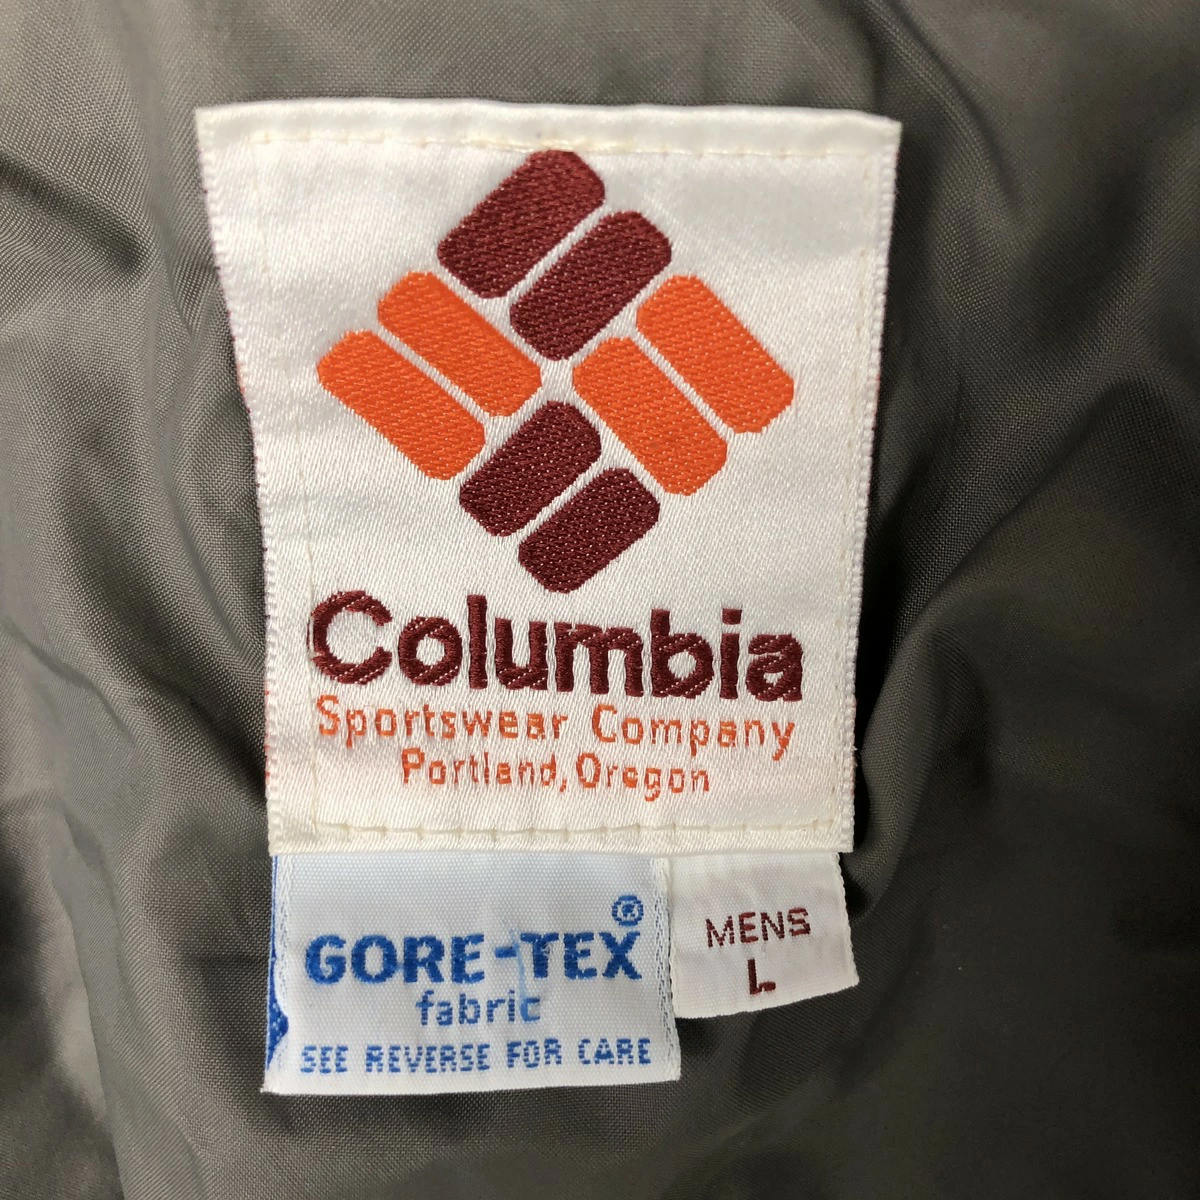 Columbia
Sportswear Company
Portland, Oregon
GORE-TEX®
fabric
SEE REVERSE FOR CARE
MENS
L